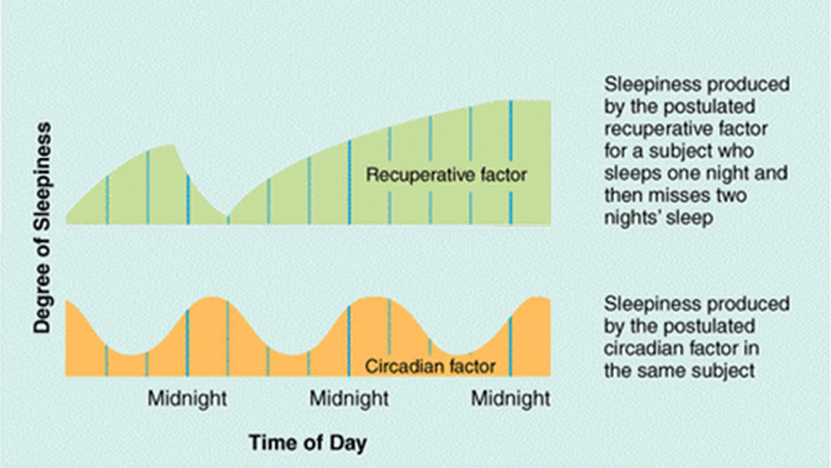 Degree of Sleepiness
Recuperative factor
Sleepiness produced
by the postulated
recuperative factor
for a subject who
sleeps one night and
then misses two
nights' sleep
Circadian factor
Sleepiness produced
by the postulated
circadian factor in
the same subject
Midnight Midnight Midnight
Time of Day